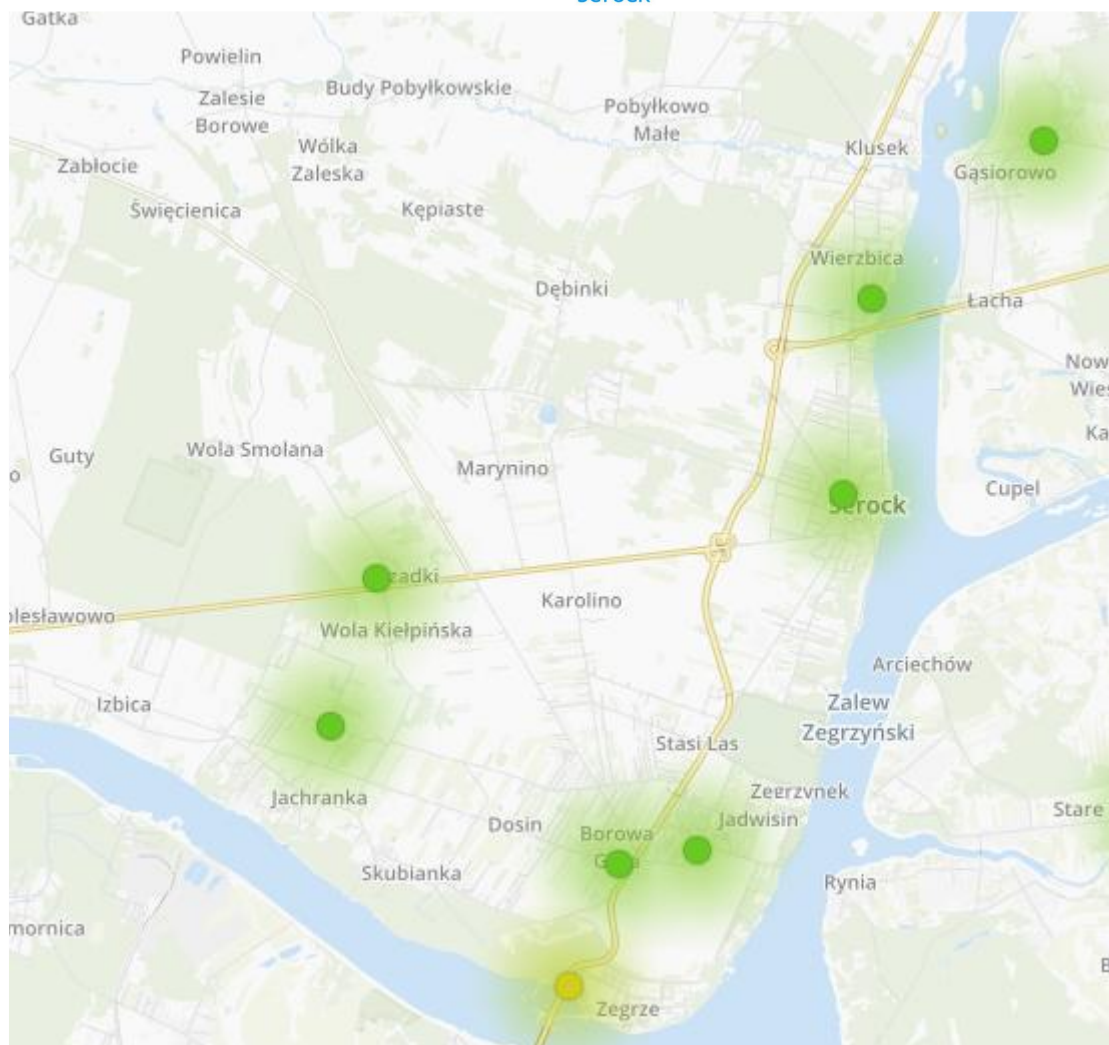 Gatka
Powielin
Budy Pobyłkowskie
Zalesie
Borowe
Pobyłkowo
Małe
Wólka
Zaleska
Klusek
Zabłocie
Gąsiorowo
Święcienica
Kępiaste
Wierzbica
Dębinki
Łacha
Wola Smolana
Guty
Marynino
Cupel
Serock
Karolino
Wola Kiełpińska
Arciechów
Izbica
Zalew
Zegrzyński
Stasi Las
Jachranka
Zegrzynek
Stare
Dosin
Borowa
Jadwisin
Skubianka
Rynia
Zegrze